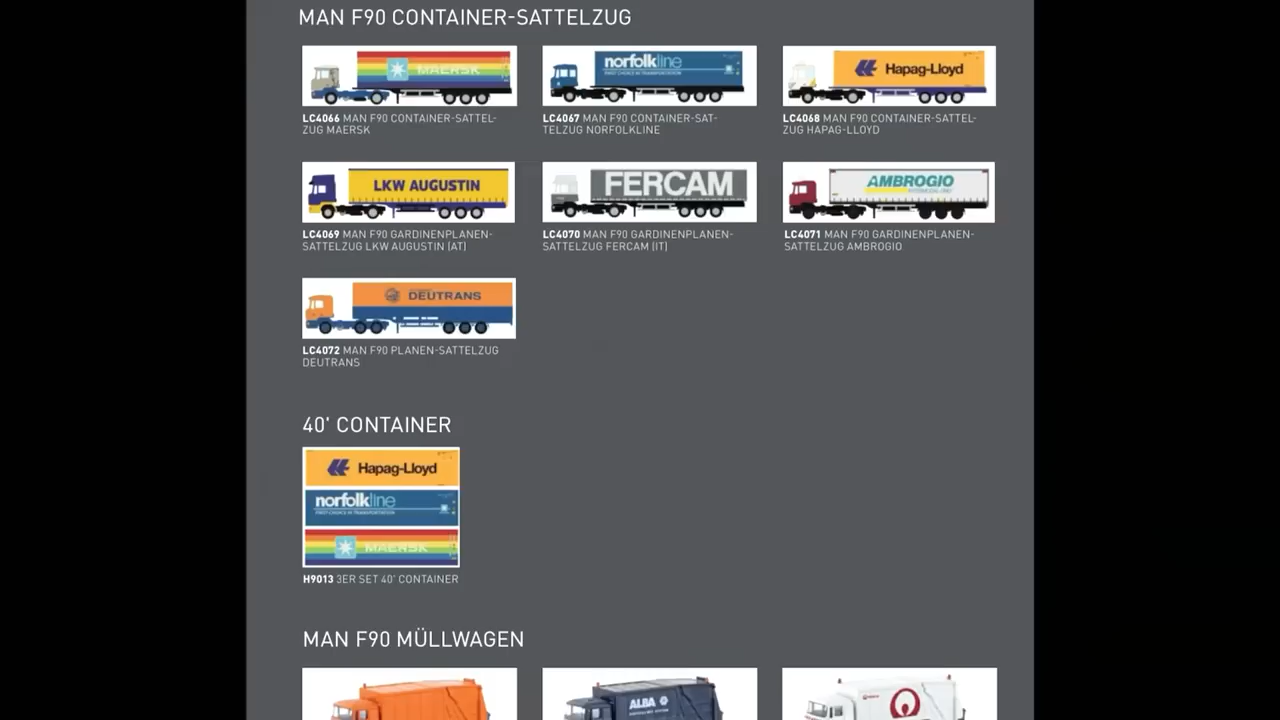 MAN F90 CONTAINER-SATTELZUG
MAERSK
norfolkline
FIRST CHOICE IN TRANSPORTATION
Hapag-Lloyd
LC4066 MAN F90 CONTAINER-SATTEL-
ZUG MAERSK
LC4067 MAN F90 CONTAINER-SAT-
TELZUG NORFOLKLINE
LC4068 MAN F90 CONTAINER-SATTEL-
ZUG HAPAG-LLOYD
LKW AUGUSTIN
FERCAM
AMBROGIO
LC4069 MAN F90 GARDINENPLANEN-
SATTELZUG LKW AUGUSTIN (AT)
LC4070 MAN F90 GARDINENPLANEN-
SATTELZUG FERCAM (IT)
LC4071 MAN F90 GARDINENPLANEN-
SATTELZUG AMBROGIO
DEUTRANS
LC4072 MAN F90 PLANEN-SATTELZUG
DEUTRANS
40' CONTAINER
Hapag-Lloyd
norfolkline
FIRST CHOICE IN TRANSPORTATION
MAERSK
H9013 3ER SET 40' CONTAINER
MAN F90 MÜLLWAGEN
ALBA